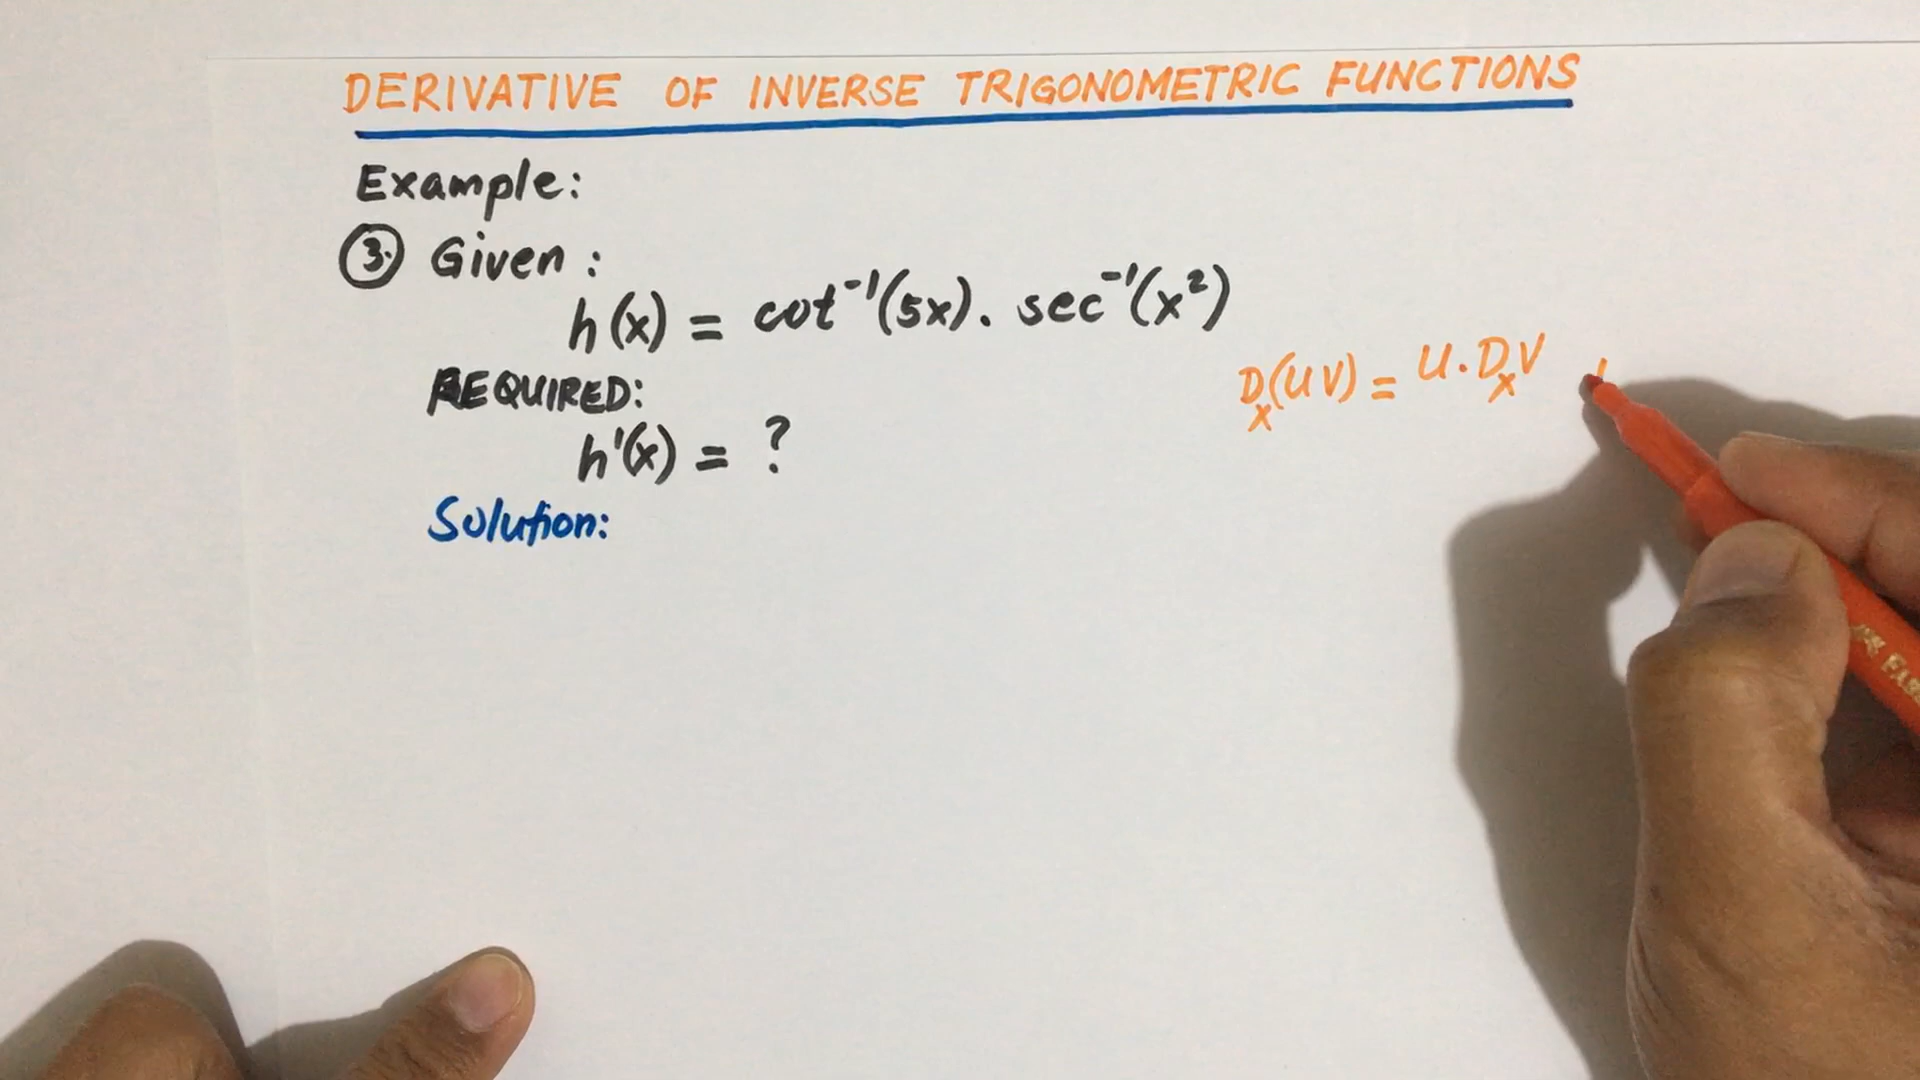 DERIVATIVE OF INVERSE TRIGONOMETRIC FUNCTIONS
Example:
③ Given:
h(x) = cot⁻¹(5x). sec⁻¹(x²)
Dₓ(UV) = U.DₓV
REQUIRED:
h'(x) = ?
Solution: